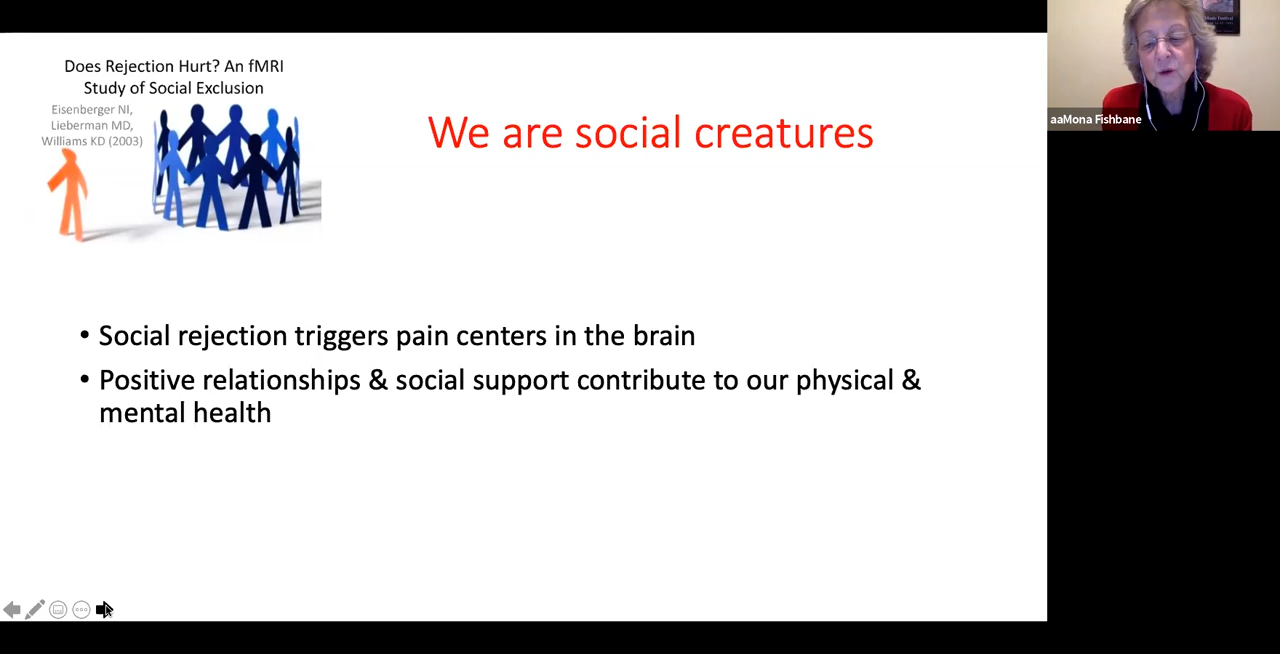 Does Rejection Hurt? An fMRI
Study of Social Exclusion
Eisenberger NI,
Lieberman MD,
Williams KD (2003)
We are social creatures
• Social rejection triggers pain centers in the brain
• Positive relationships & social support contribute to our physical &
mental health
aaMona Fishbane